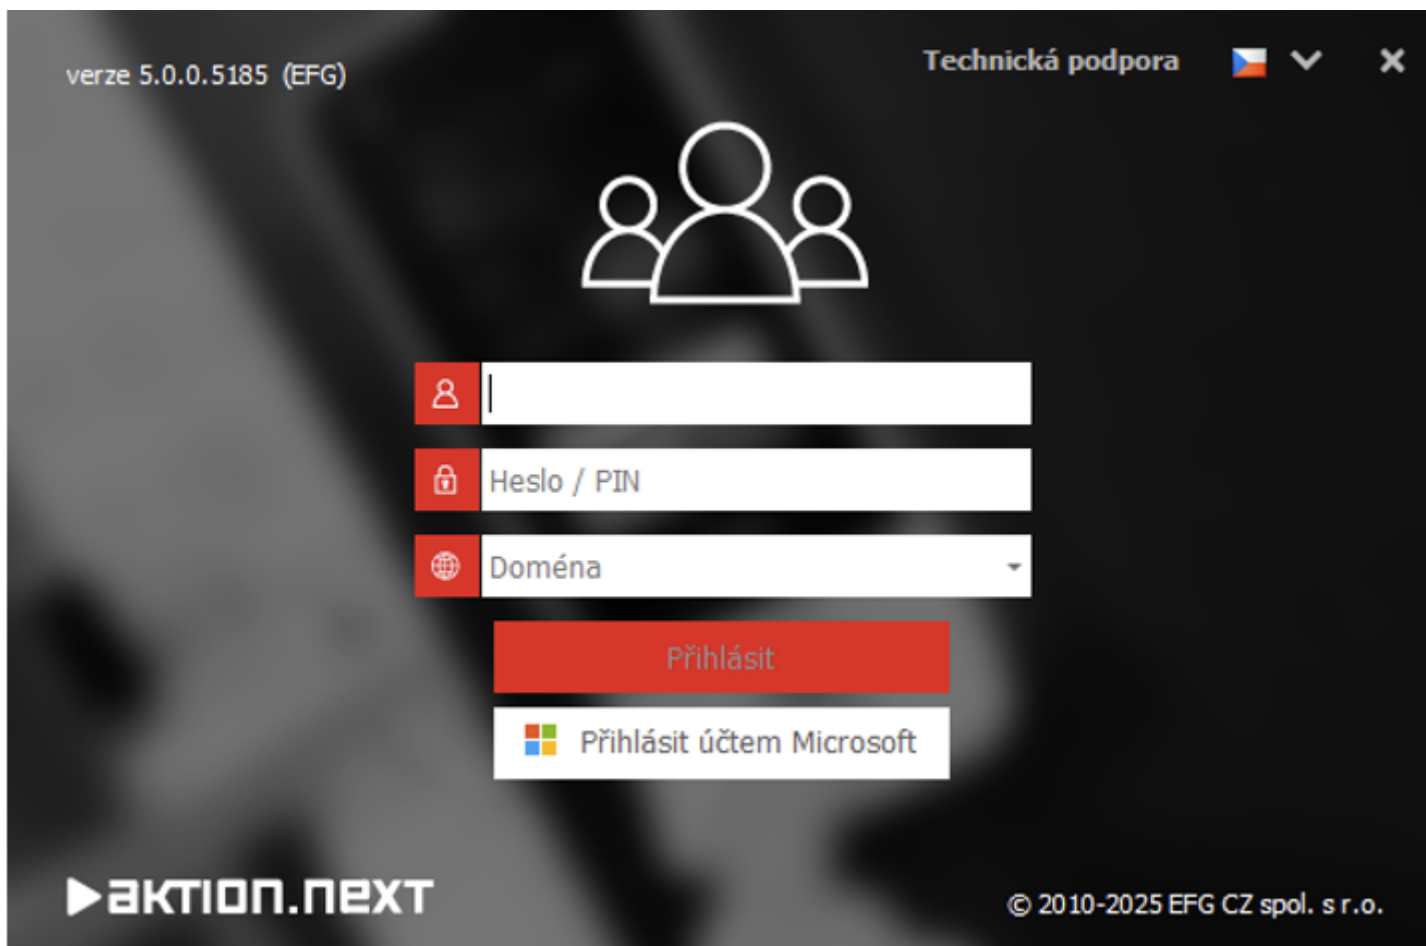 verze 5.0.0.5185 (EFG)
Technická podpora
Heslo / PIN
Doména
Přihlásit
Přihlásit účtem Microsoft
aktion.next
© 2010-2025 EFG CZ spol. s r.o.